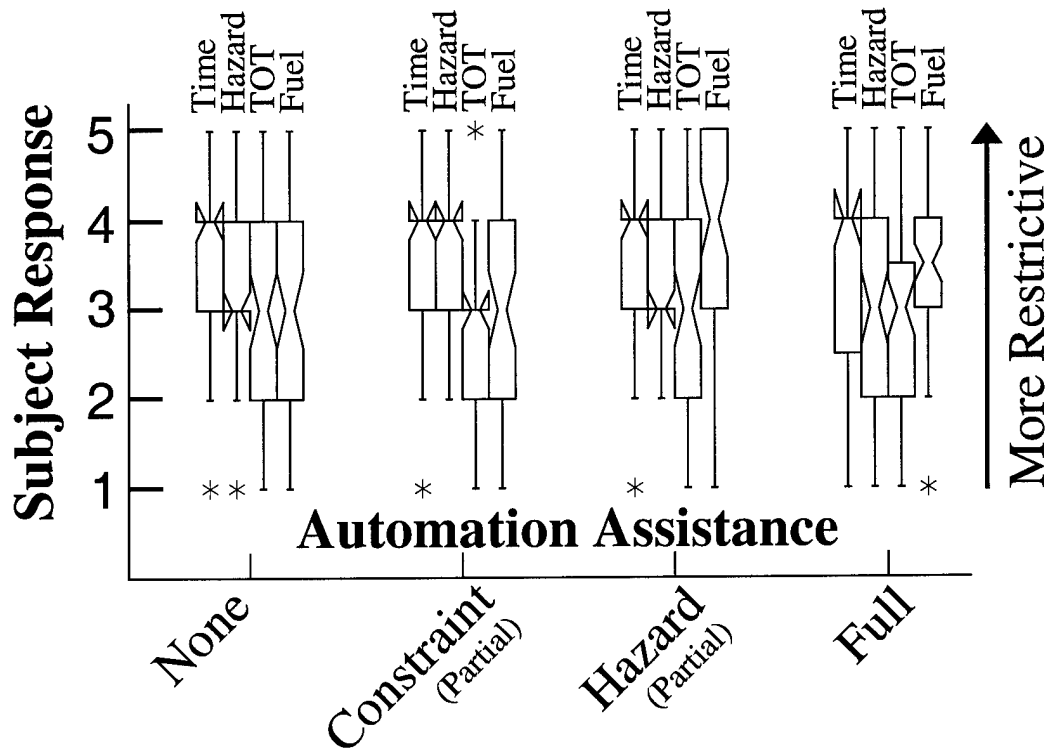 Time Hazard TOT Fuel
Time Hazard TOT Fuel
Time Hazard TOT Fuel
Time Hazard TOT Fuel
Subject Response
5
4
3
2
1
More Restrictive
* * * * * *
Automation Assistance
None
Constraint
(Partial)
Hazard
(Partial)
Full